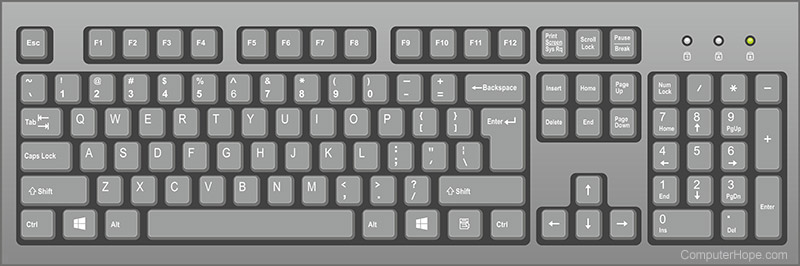 Esc F1 F2 F3 F4 F5 F6 F7 F8 F9 F10 F11 F12 Print Scroll Pause
Screen Lock Break
Sys Rq
~ ! @ # $ % ^ & * ( ) _ + ←Backspace Insert Home Page Num / * −
` 1 2 3 4 5 6 7 8 9 0 - = Up Lock
Tab Q W E R T Y U I O P { } Enter Delete End Page 7 8 9 +
[ ] Down Home ↑ PgUp
Caps Lock A S D F G H J K L : " | 4 5 6
; ' \ ← →
⇧ Shift Z X C V B N M < > ? ⇧ Shift ↑ 1 2 3 Enter
, . / End ↓ PgDn
Ctrl Alt Alt Ctrl ← ↓ → 0 .
Ins Del
ComputerHope.com